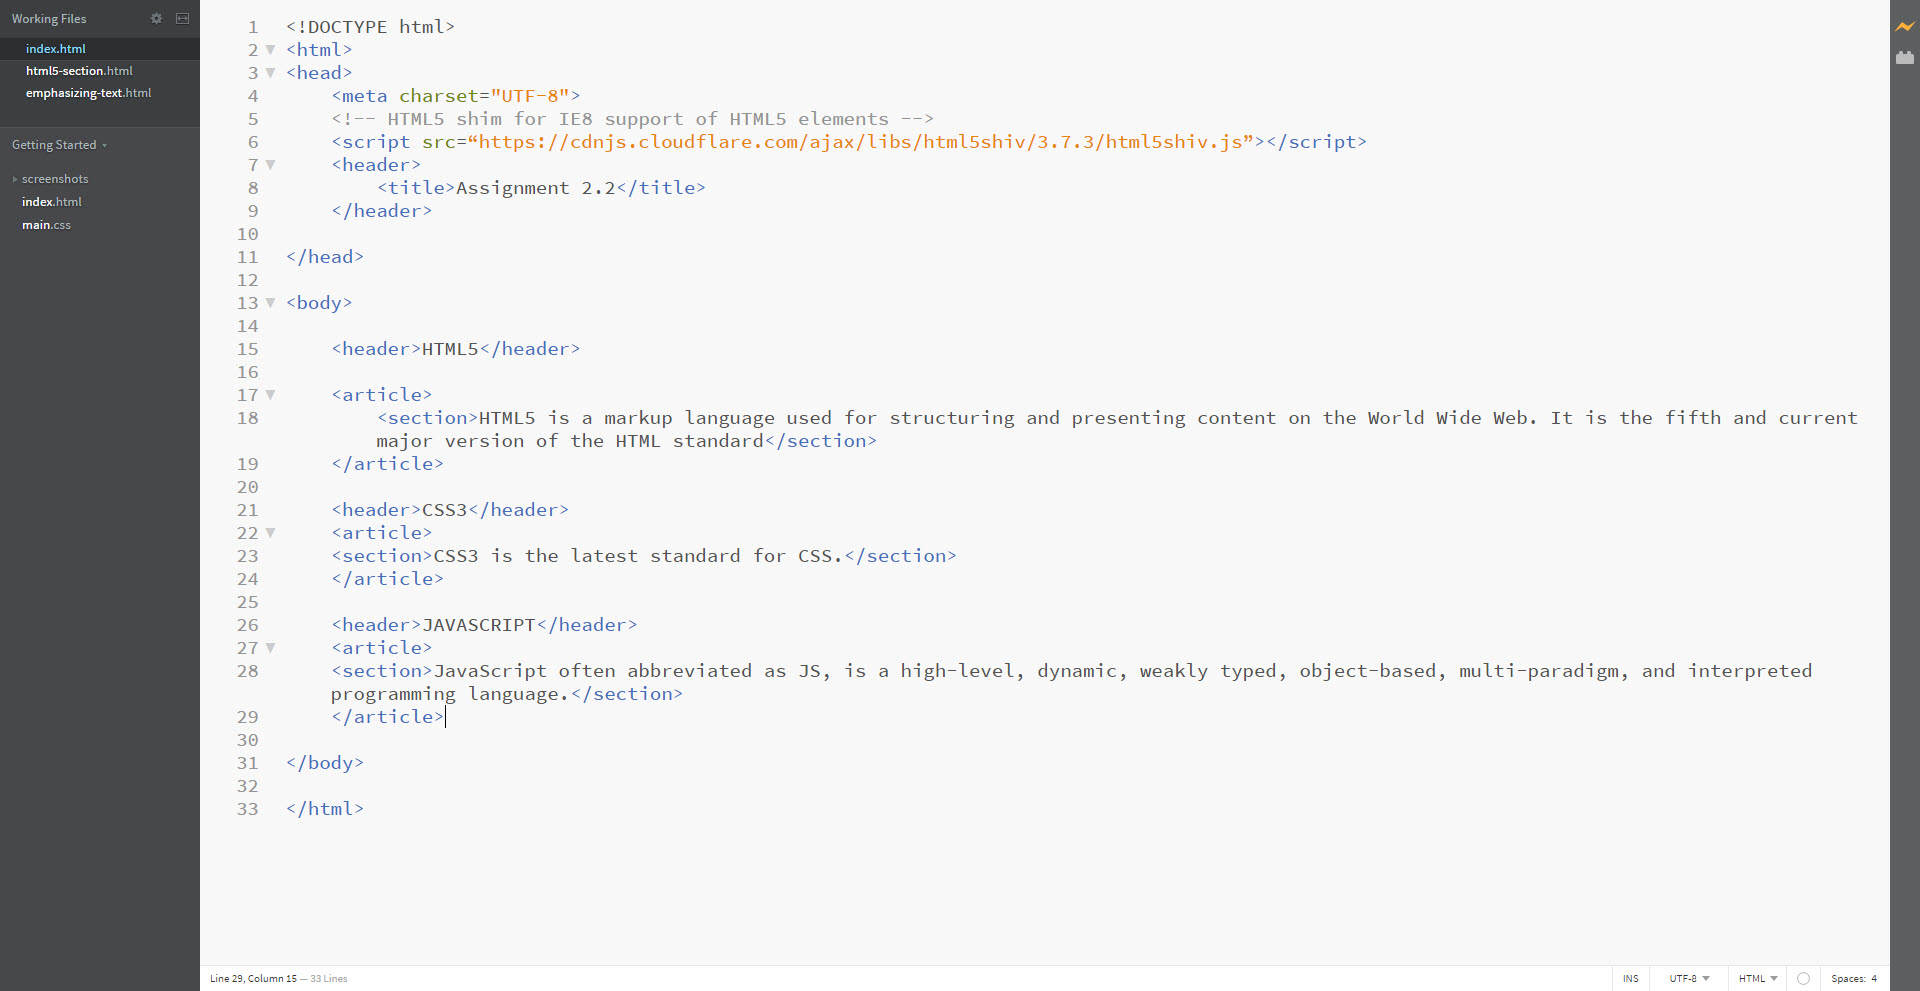 Working Files
index.html
html5-section.html
emphasizing-text.html
Getting Started
screenshots
index.html
main.css
1 <!DOCTYPE html>
2 <html>
3 <head>
4 <meta charset="UTF-8">
5 <!-- HTML5 shim for IE8 support of HTML5 elements -->
6 <script src=“https://cdnjs.cloudflare.com/ajax/libs/html5shiv/3.7.3/html5shiv.js”></script>
7 <header>
8 <title>Assignment 2.2</title>
9 </header>
10
11 </head>
12
13 <body>
14
15 <header>HTML5</header>
16
17 <article>
18 <section>HTML5 is a markup language used for structuring and presenting content on the World Wide Web. It is the fifth and current
major version of the HTML standard</section>
19 </article>
20
21 <header>CSS3</header>
22 <article>
23 <section>CSS3 is the latest standard for CSS.</section>
24 </article>
25
26 <header>JAVASCRIPT</header>
27 <article>
28 <section>JavaScript often abbreviated as JS, is a high-level, dynamic, weakly typed, object-based, multi-paradigm, and interpreted
programming language.</section>
29 </article>
30
31 </body>
32
33 </html>
Line 29, Column 15 — 33 Lines INS UTF-8 HTML Spaces: 4